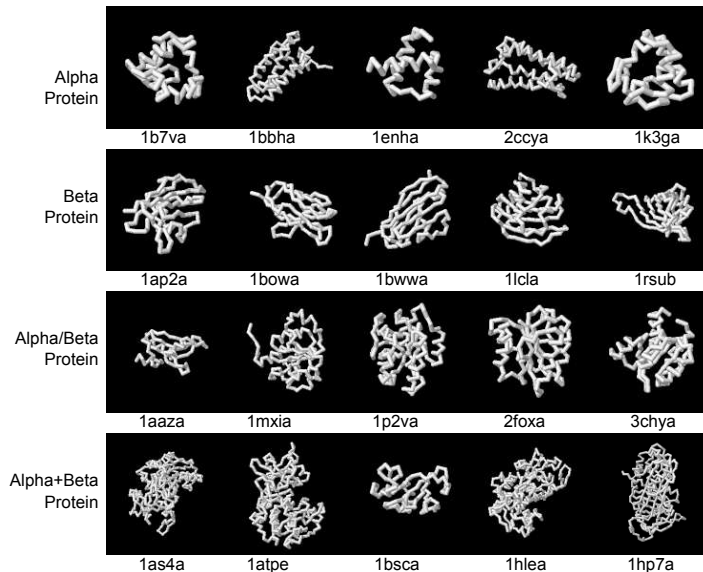 Alpha
Protein
1b7va 1bbha 1enha 2ccya 1k3ga
Beta
Protein
1ap2a 1bowa 1bwwa 1lcla 1rsub
Alpha/Beta
Protein
1aaza 1mxia 1p2va 2foxa 3chya
Alpha+Beta
Protein
1as4a 1atpe 1bsca 1hlea 1hp7a